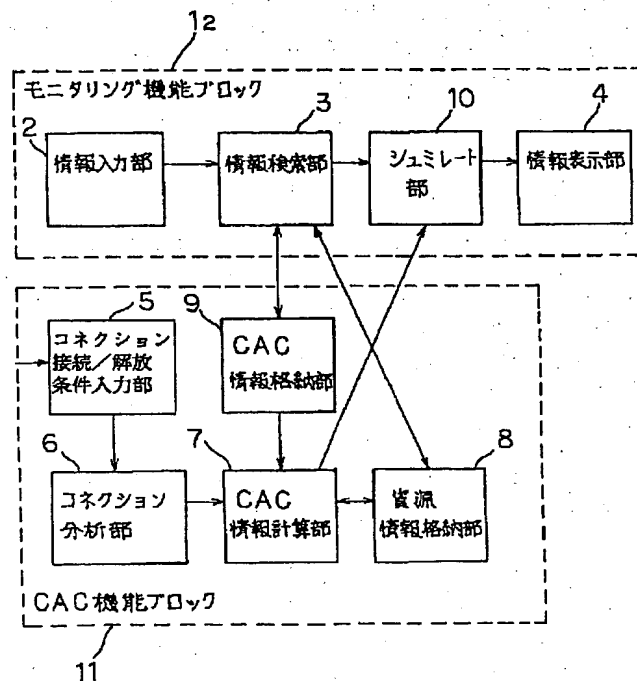 12
モニタリング機能ブロック
2
情報入力部
3
情報検索部
10
シュミレート
部
4
情報表示部
5
コネクション
接続／解放
条件入力部
9
CAC
情報格納部
6
コネクション
分析部
7
CAC
情報計算部
8
資源
情報格納部
CAC機能ブロック
11